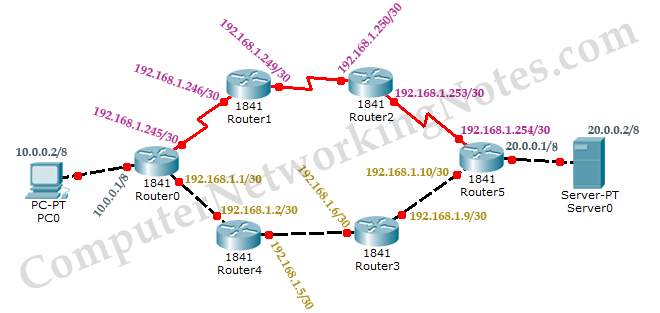 192.168.1.249/30
192.168.1.250/30
192.168.1.246/30
1841
Router1
1841
Router2
192.168.1.253/30
192.168.1.245/30
192.168.1.254/30
20.0.0.1/8
20.0.0.2/8
10.0.0.2/8
PC-PT
PC0
10.0.0.1/8
1841
Router0
192.168.1.1/30
192.168.1.2/30
1841
Router4
192.168.1.5/30
192.168.1.6/30
1841
Router3
192.168.1.9/30
192.168.1.10/30
1841
Router5
Server-PT
Server0
ComputerNetworkingNotes.com